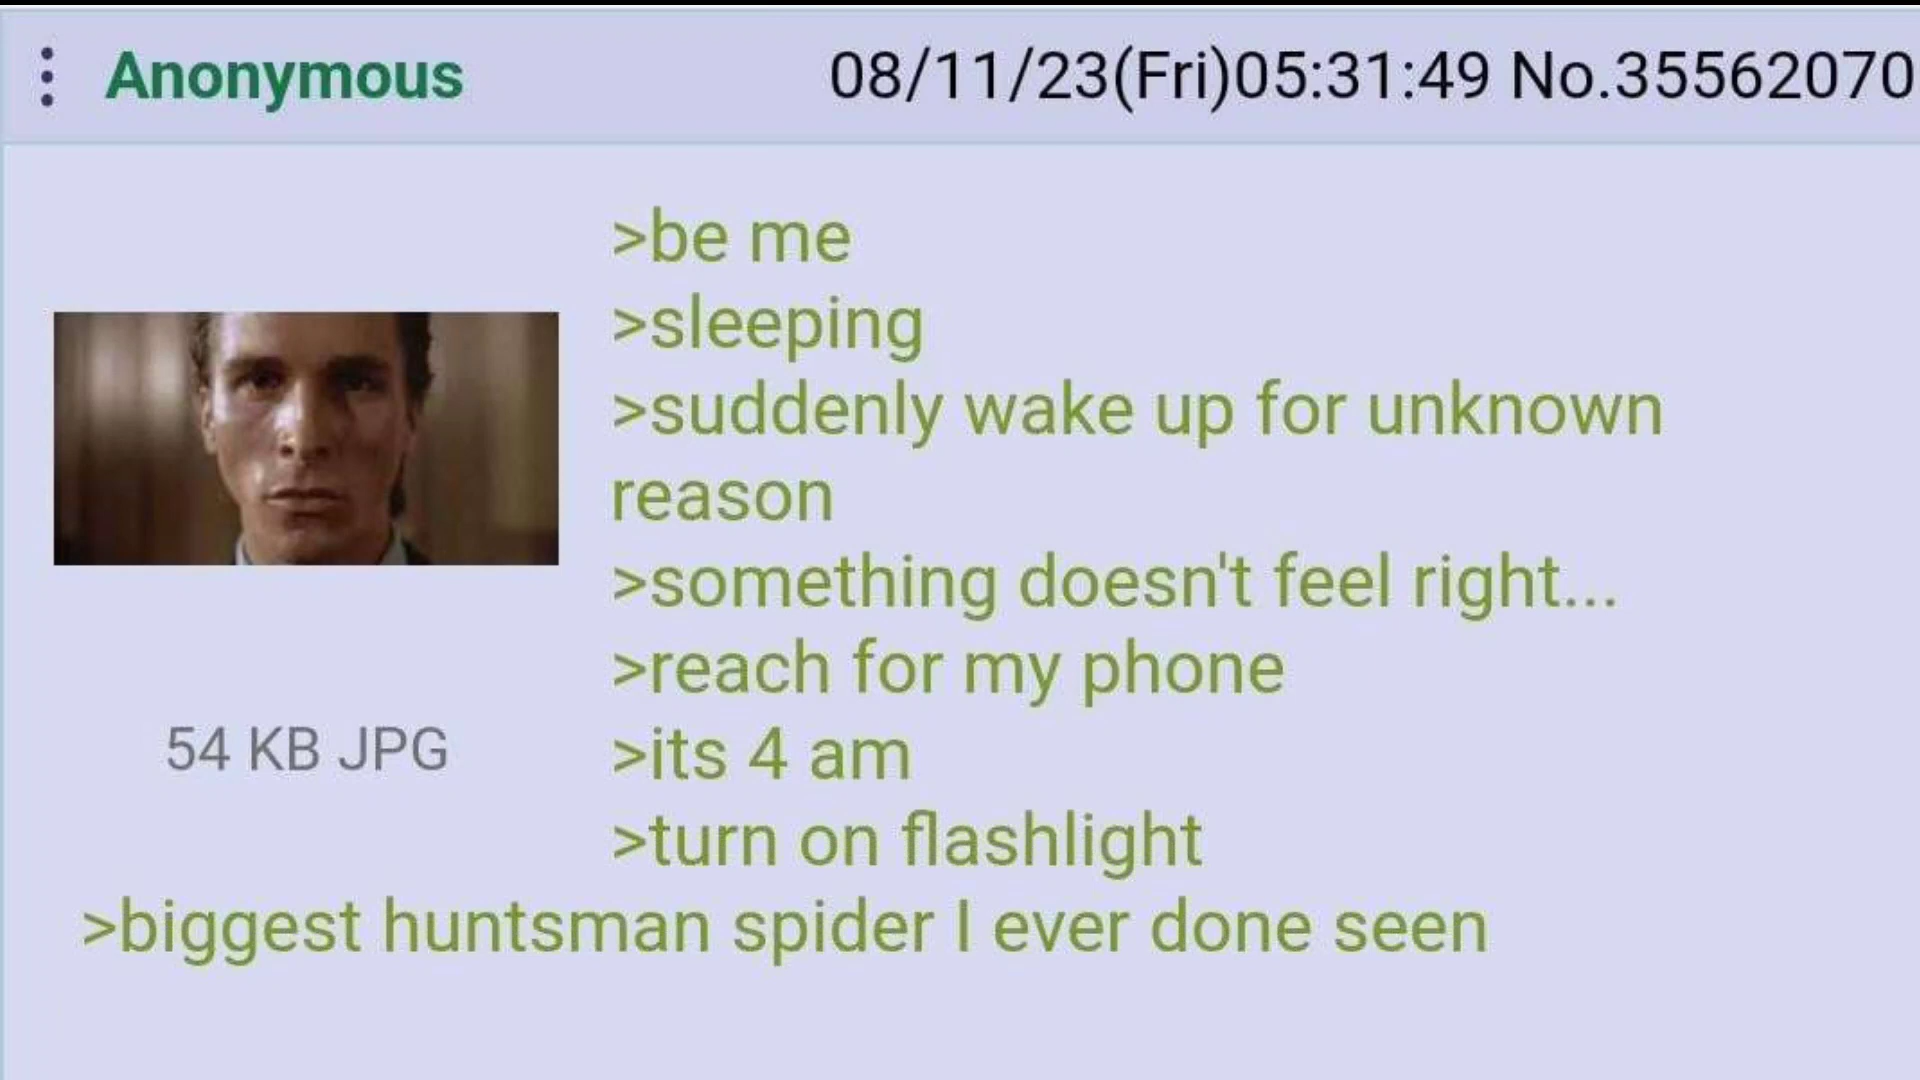 Anonymous 08/11/23(Fri)05:31:49 No.35562070
>be me
>sleeping
>suddenly wake up for unknown
reason
>something doesn't feel right...
>reach for my phone
54 KB JPG
>its 4 am
>turn on flashlight
>biggest huntsman spider I ever done seen